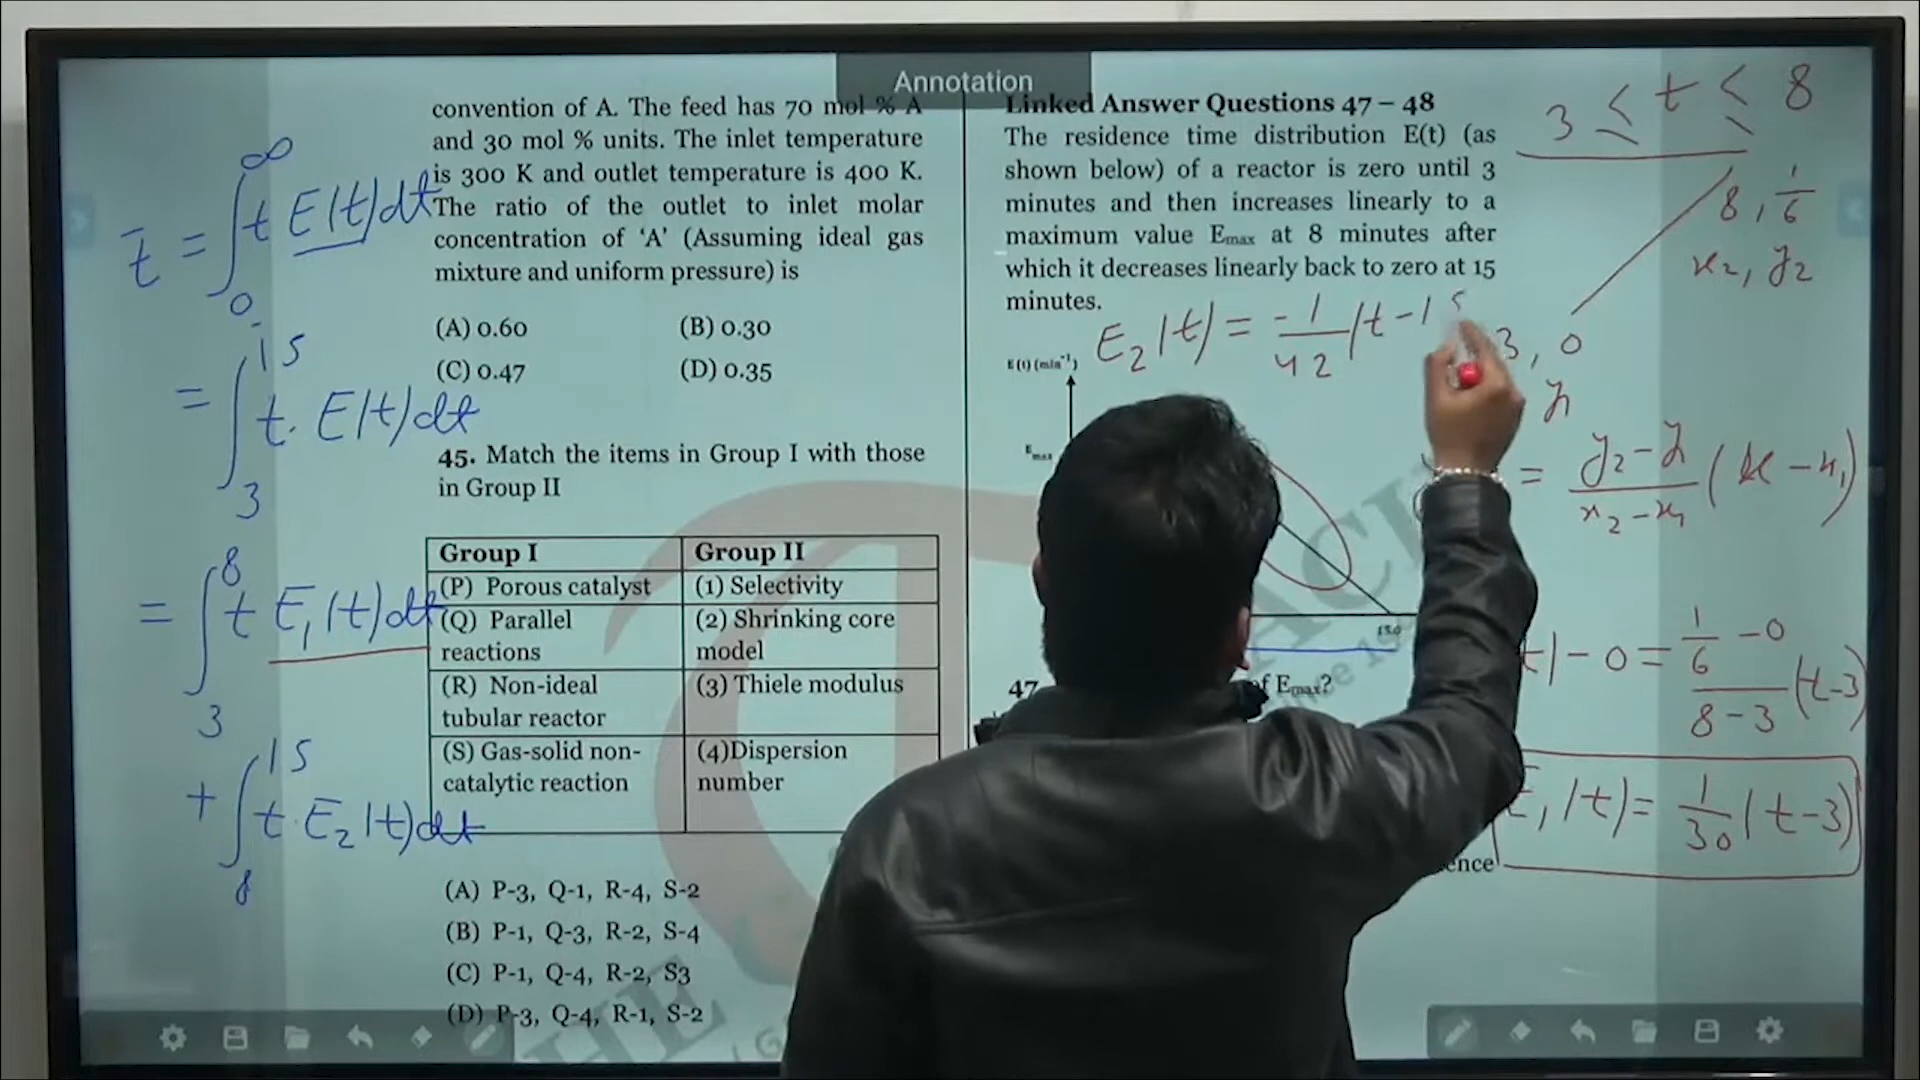 Annotation
t̄ = ∫₀^∞ t E(t)dt
= ∫₃^15 t. E(t)dt
= ∫₃^8 t E₁(t)dt
+ ∫₈^15 t. E₂(t)dt
convention of A. The feed has 70 mol % A
and 30 mol % units. The inlet temperature
is 300 K and outlet temperature is 400 K.
The ratio of the outlet to inlet molar
concentration of ‘A’ (Assuming ideal gas
mixture and uniform pressure) is
(A) 0.60 (B) 0.30
(C) 0.47 (D) 0.35
45. Match the items in Group I with those
in Group II
Group I Group II
(P) Porous catalyst (1) Selectivity
(Q) Parallel (2) Shrinking core
reactions model
(R) Non-ideal (3) Thiele modulus
tubular reactor
(S) Gas-solid non- (4)Dispersion
catalytic reaction number
(A) P-3, Q-1, R-4, S-2
(B) P-1, Q-3, R-2, S-4
(C) P-1, Q-4, R-2, S3
(D) P-3, Q-4, R-1, S-2
Linked Answer Questions 47 – 48
The residence time distribution E(t) (as
shown below) of a reactor is zero until 3
minutes and then increases linearly to a
maximum value Emax at 8 minutes after
which it decreases linearly back to zero at 15
minutes.
E₂(t) = -1/42 (t-15
E(t) (min⁻¹)
Emax
15.0
47
Emax?
3 ≤ t ≤ 8
8, 1/6
x₂, y₂
3, 0
y₁
= (y₂-y₁)/(x₂-x₁) (x-x₁)
t)-0 = (1/6 -0)/(8-3) (t-3)
E₁(t) = 1/30 (t-3)